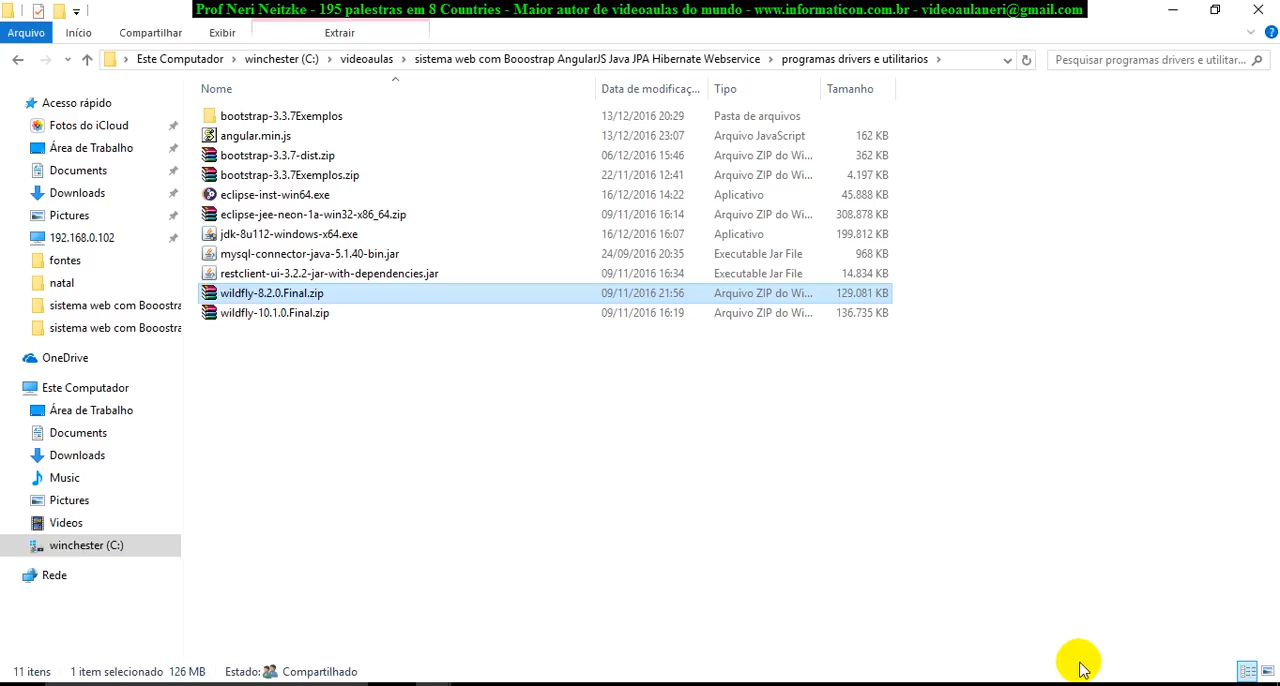 Prof Neri Neitzke - 195 palestras em 8 Countries - Maior autor de videoaulas do mundo - www.informaticon.com.br - videoaulaneri@gmail.com
Arquivo Início Compartilhar Exibir Extrair
Este Computador winchester (C:) videoaulas sistema web com Booostrap AngularJS Java JPA Hibernate Webservice programas drivers e utilitarios Pesquisar programas drivers e utilitar...
Nome Data de modificaç... Tipo Tamanho
Acesso rápido
Fotos do iCloud
Área de Trabalho
Documents
Downloads
Pictures
192.168.0.102
fontes
natal
sistema web com Booostra
sistema web com Booostra
OneDrive
Este Computador
Área de Trabalho
Documents
Downloads
Music
Pictures
Videos
winchester (C:)
Rede
bootstrap-3.3.7Exemplos 13/12/2016 20:29 Pasta de arquivos
angular.min.js 13/12/2016 23:07 Arquivo JavaScript 162 KB
bootstrap-3.3.7-dist.zip 06/12/2016 15:46 Arquivo ZIP do Wi... 362 KB
bootstrap-3.3.7Exemplos.zip 22/11/2016 12:41 Arquivo ZIP do Wi... 4.197 KB
eclipse-inst-win64.exe 16/12/2016 14:22 Aplicativo 45.888 KB
eclipse-jee-neon-1a-win32-x86_64.zip 09/11/2016 16:14 Arquivo ZIP do Wi... 308.878 KB
jdk-8u112-windows-x64.exe 16/12/2016 16:07 Aplicativo 199.812 KB
mysql-connector-java-5.1.40-bin.jar 24/09/2016 20:35 Executable Jar File 968 KB
restclient-ui-3.2.2-jar-with-dependencies.jar 09/11/2016 16:34 Executable Jar File 14.834 KB
wildfly-8.2.0.Final.zip 09/11/2016 21:56 Arquivo ZIP do Wi... 129.081 KB
wildfly-10.1.0.Final.zip 09/11/2016 16:19 Arquivo ZIP do Wi... 136.735 KB
11 itens 1 item selecionado 126 MB Estado: Compartilhado